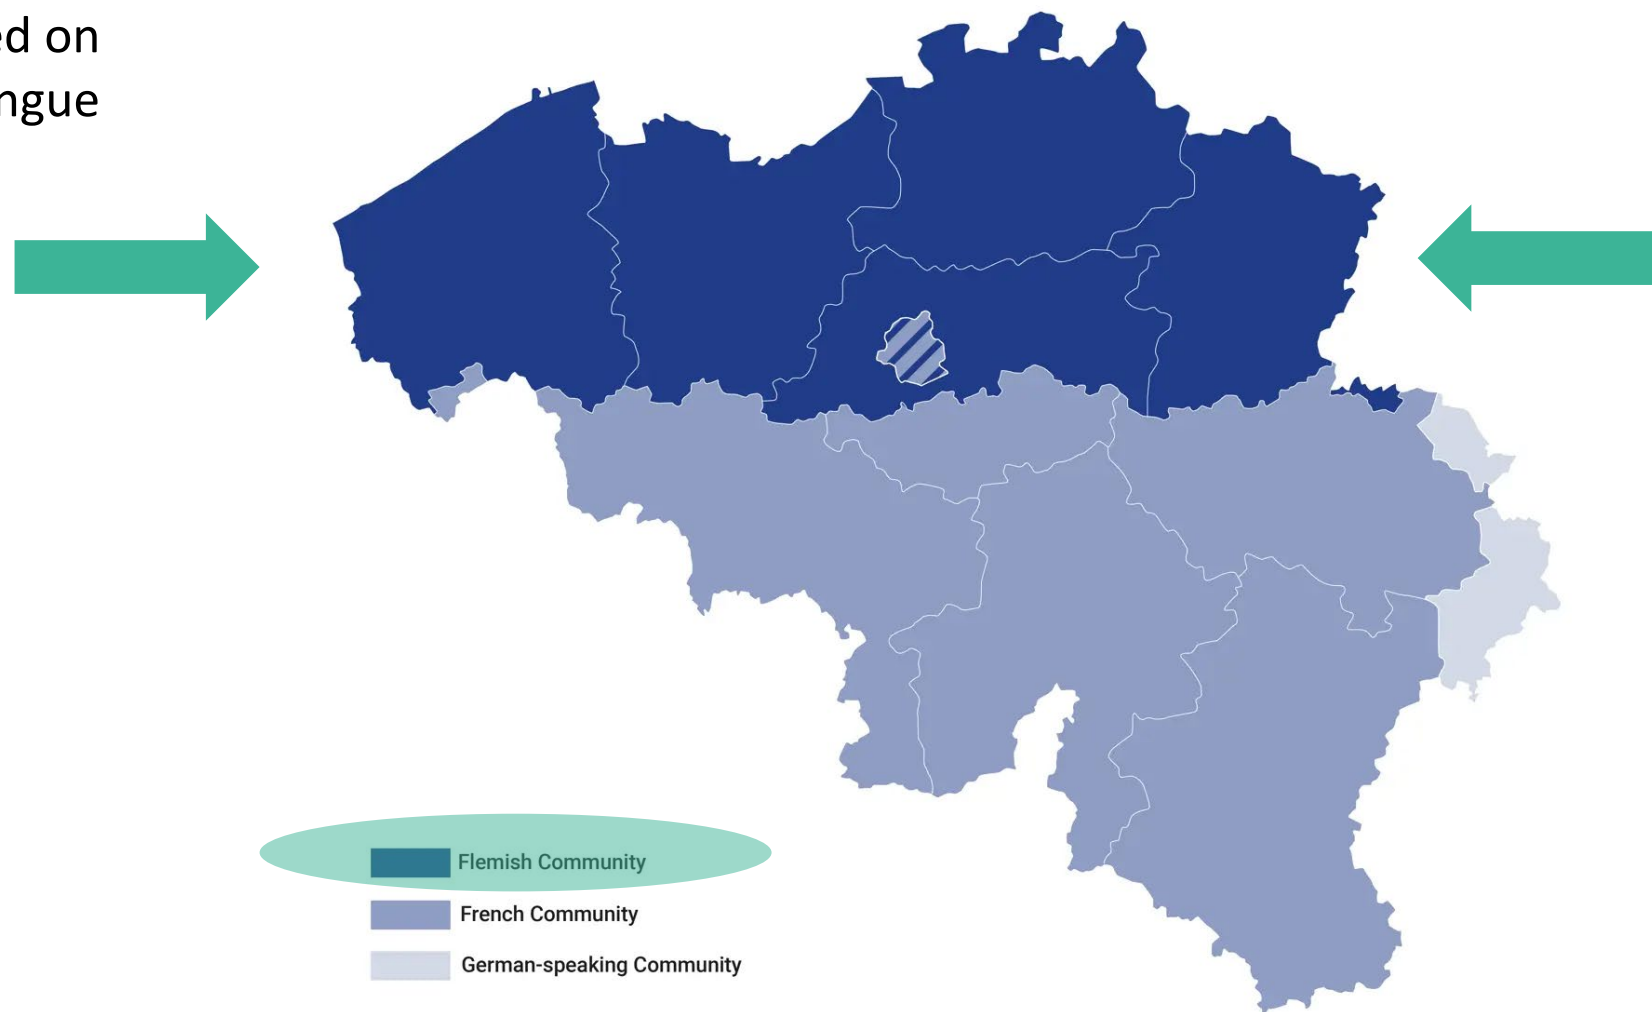 ed on
ngue
Flemish Community
French Community
German-speaking Community